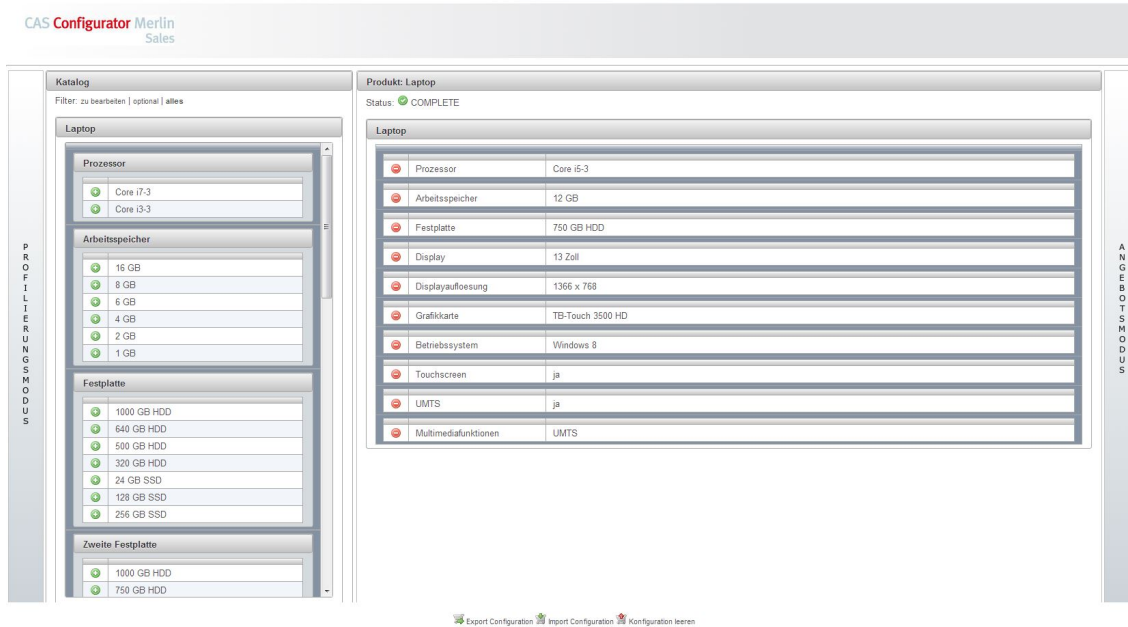 CAS Configurator Merlin
Sales
PROFILIERUNGSMODUS
Katalog
Filter: zu bearbeiten | optional | alles
Laptop
Prozessor
Core i7-3
Core i3-3
Arbeitsspeicher
16 GB
8 GB
6 GB
4 GB
2 GB
1 GB
Festplatte
1000 GB HDD
640 GB HDD
500 GB HDD
320 GB HDD
24 GB SSD
128 GB SSD
256 GB SSD
Zweite Festplatte
1000 GB HDD
750 GB HDD
Produkt: Laptop
Status: COMPLETE
Laptop
Prozessor Core i5-3
Arbeitsspeicher 12 GB
Festplatte 750 GB HDD
Display 13 Zoll
Displayaufloesung 1366 x 768
Grafikkarte TB-Touch 3500 HD
Betriebssystem Windows 8
Touchscreen ja
UMTS ja
Multimediafunktionen UMTS
ANGEBOTSMODUS
Export Configuration Import Configuration Konfiguration leeren